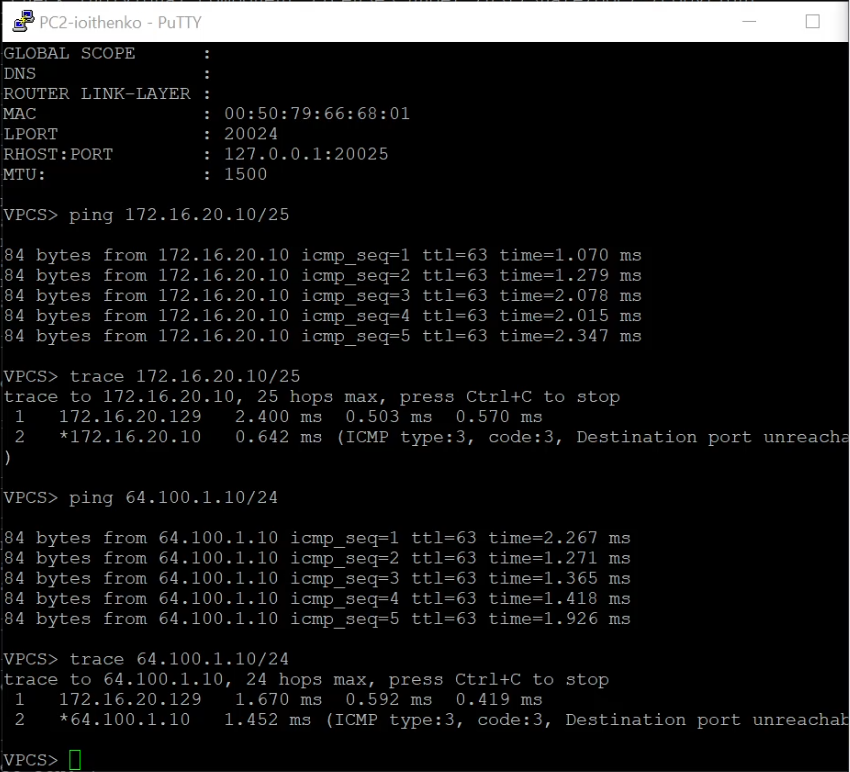 PC2-ioithenko - PuTTY
GLOBAL SCOPE      :
DNS               :
ROUTER LINK-LAYER :
MAC               : 00:50:79:66:68:01
LPORT             : 20024
RHOST:PORT        : 127.0.0.1:20025
MTU:              : 1500
VPCS> ping 172.16.20.10/25
84 bytes from 172.16.20.10 icmp_seq=1 ttl=63 time=1.070 ms
84 bytes from 172.16.20.10 icmp_seq=2 ttl=63 time=1.279 ms
84 bytes from 172.16.20.10 icmp_seq=3 ttl=63 time=2.078 ms
84 bytes from 172.16.20.10 icmp_seq=4 ttl=63 time=2.015 ms
84 bytes from 172.16.20.10 icmp_seq=5 ttl=63 time=2.347 ms
VPCS> trace 172.16.20.10/25
trace to 172.16.20.10, 25 hops max, press Ctrl+C to stop
 1   172.16.20.129   2.400 ms  0.503 ms  0.570 ms
 2   *172.16.20.10   0.642 ms (ICMP type:3, code:3, Destination port unreacha
)
VPCS> ping 64.100.1.10/24
84 bytes from 64.100.1.10 icmp_seq=1 ttl=63 time=2.267 ms
84 bytes from 64.100.1.10 icmp_seq=2 ttl=63 time=1.271 ms
84 bytes from 64.100.1.10 icmp_seq=3 ttl=63 time=1.365 ms
84 bytes from 64.100.1.10 icmp_seq=4 ttl=63 time=1.418 ms
84 bytes from 64.100.1.10 icmp_seq=5 ttl=63 time=1.926 ms
VPCS> trace 64.100.1.10/24
trace to 64.100.1.10, 24 hops max, press Ctrl+C to stop
 1   172.16.20.129   1.670 ms  0.592 ms  0.419 ms
 2   *64.100.1.10   1.452 ms (ICMP type:3, code:3, Destination port unreachab
VPCS>